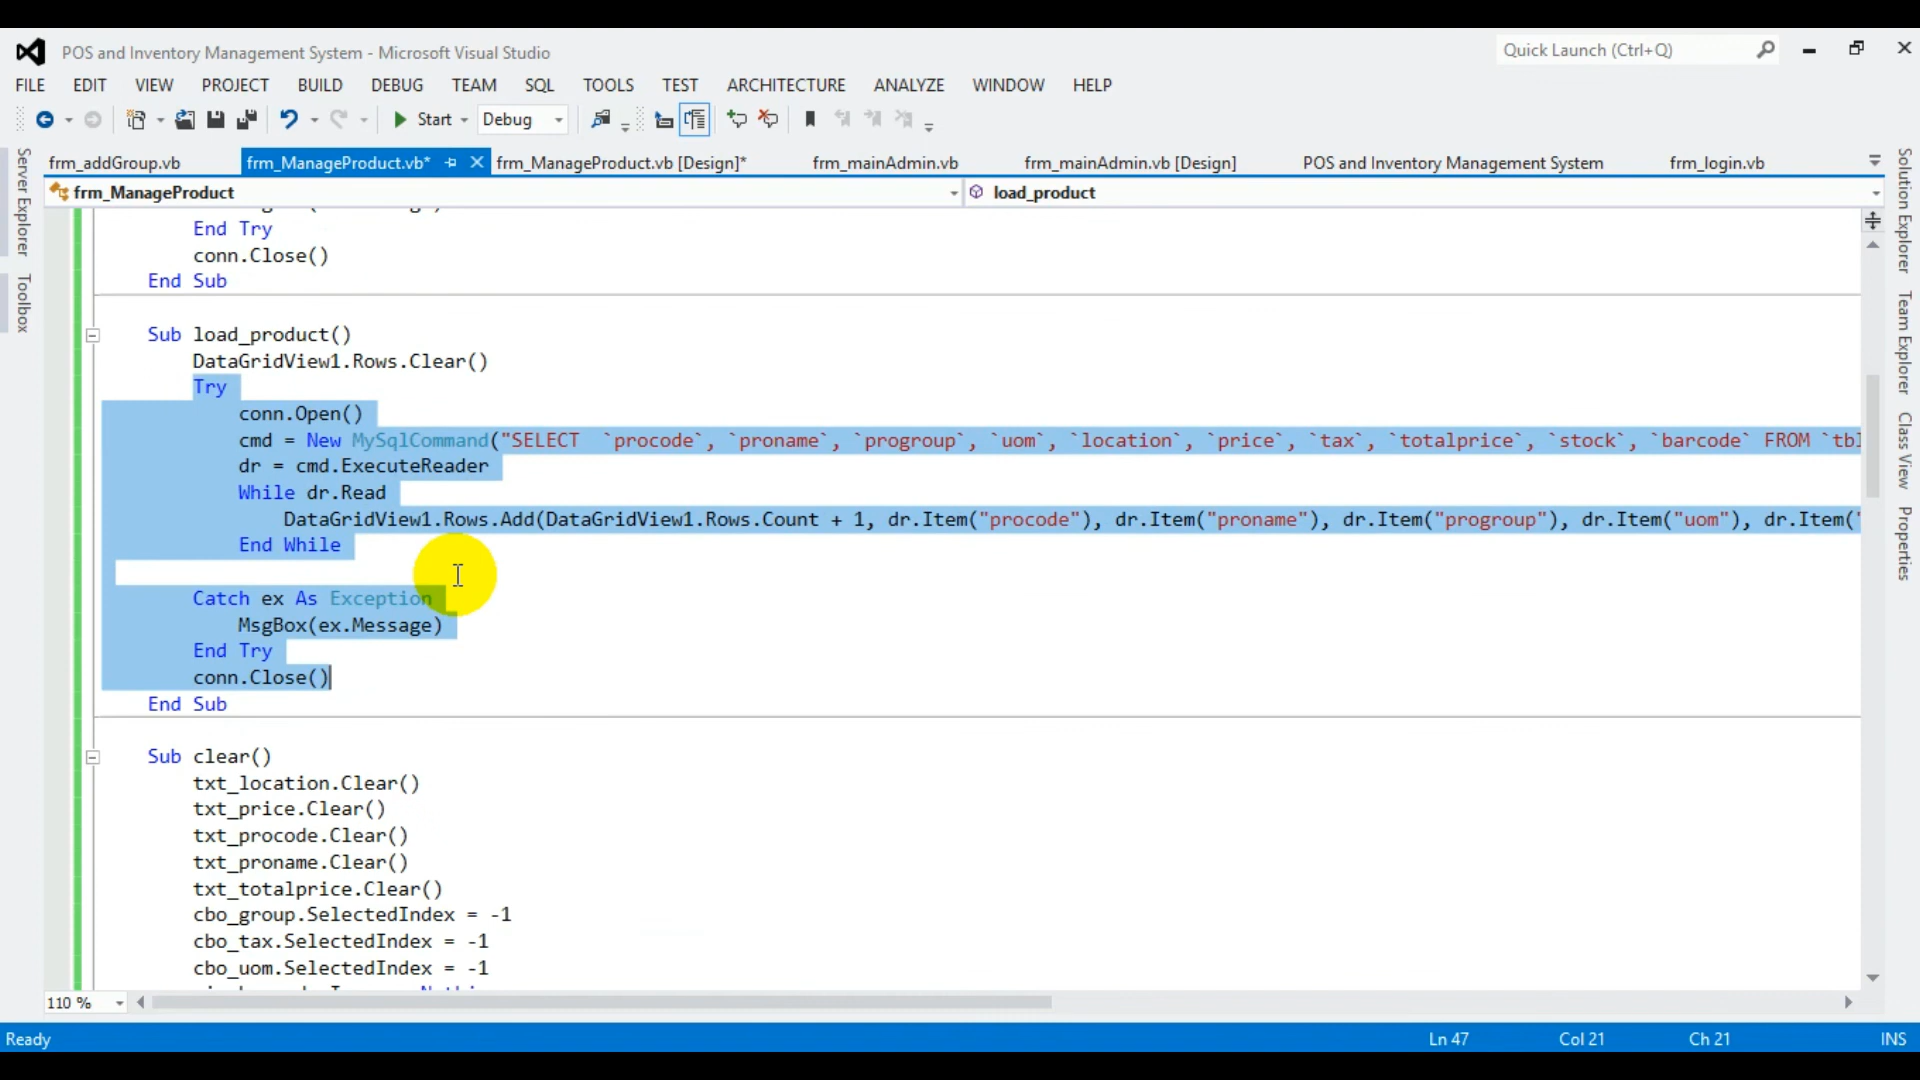 POS and Inventory Management System - Microsoft Visual Studio
Quick Launch (Ctrl+Q)
FILE EDIT VIEW PROJECT BUILD DEBUG TEAM SQL TOOLS TEST ARCHITECTURE ANALYZE WINDOW HELP
Start Debug
frm_addGroup.vb frm_ManageProduct.vb* frm_ManageProduct.vb [Design]* frm_mainAdmin.vb frm_mainAdmin.vb [Design] POS and Inventory Management System frm_login.vb
frm_ManageProduct load_product
Server Explorer
Toolbox
End Try
conn.Close()
End Sub
Sub load_product()
DataGridView1.Rows.Clear()
Try
conn.Open()
cmd = New MySqlCommand("SELECT  `procode`, `proname`, `progroup`, `uom`, `location`, `price`, `tax`, `totalprice`, `stock`, `barcode` FROM `tbl
dr = cmd.ExecuteReader
While dr.Read
DataGridView1.Rows.Add(DataGridView1.Rows.Count + 1, dr.Item("procode"), dr.Item("proname"), dr.Item("progroup"), dr.Item("uom"), dr.Item("
End While
Catch ex As Exception
MsgBox(ex.Message)
End Try
conn.Close()
End Sub
Sub clear()
txt_location.Clear()
txt_price.Clear()
txt_procode.Clear()
txt_proname.Clear()
txt_totalprice.Clear()
cbo_group.SelectedIndex = -1
cbo_tax.SelectedIndex = -1
cbo_uom.SelectedIndex = -1
Solution Explorer
Team Explorer
Class View
Properties
110 %
Ready Ln 47 Col 21 Ch 21 INS